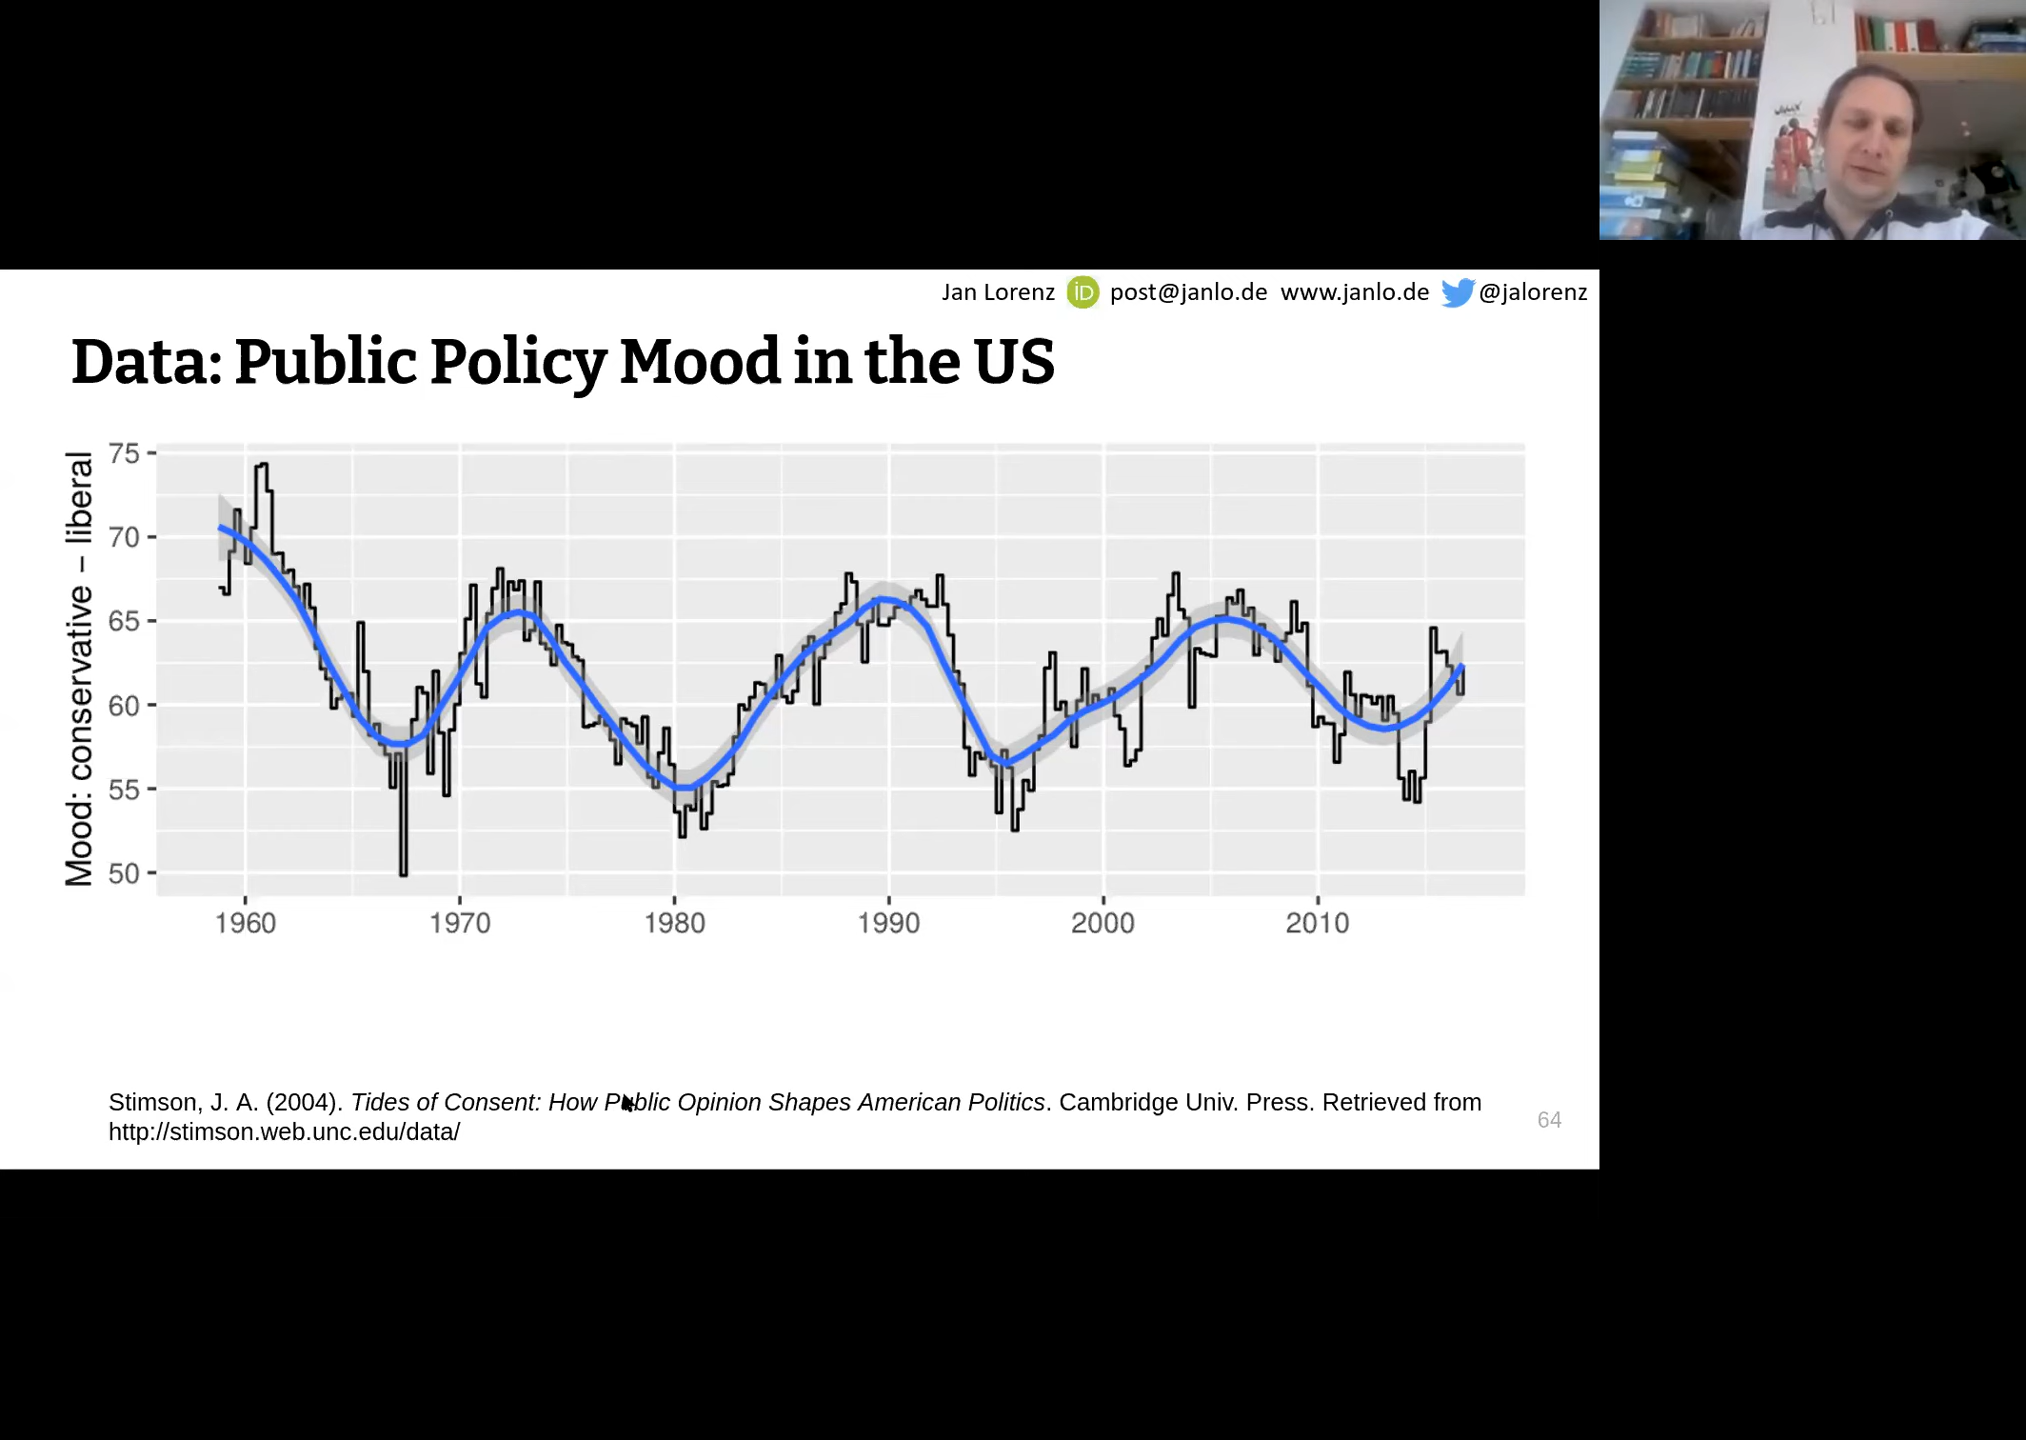 Jan Lorenz iD post@janlo.de www.janlo.de @jalorenz
Data: Public Policy Mood in the US
Mood: conservative – liberal
75
70
65
60
55
50
1960 1970 1980 1990 2000 2010
Stimson, J. A. (2004). Tides of Consent: How Public Opinion Shapes American Politics. Cambridge Univ. Press. Retrieved from
http://stimson.web.unc.edu/data/
64